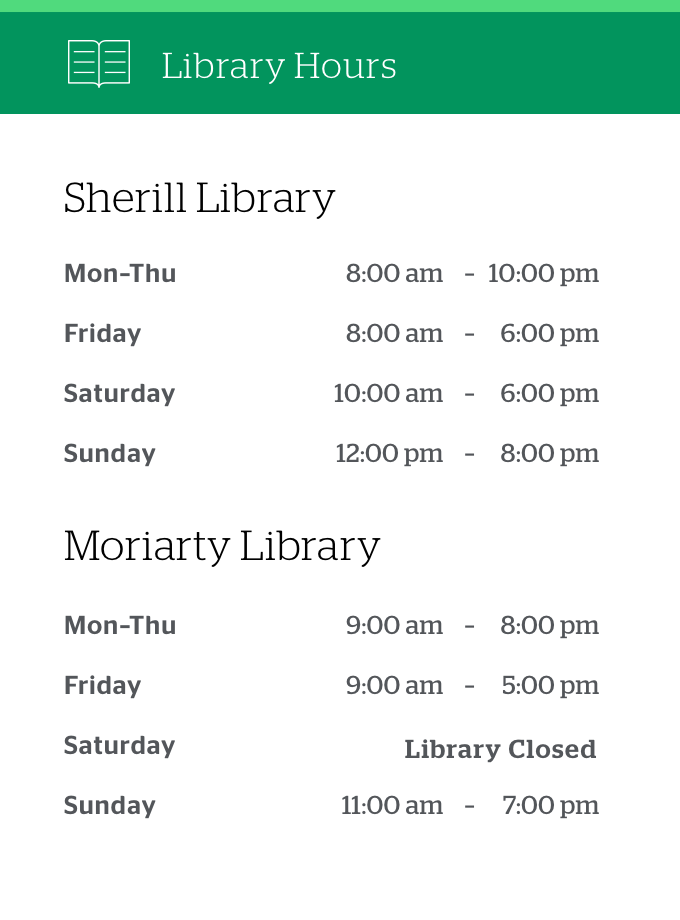 Library Hours
Sherill Library
Mon–Thu 8:00 am – 10:00 pm
Friday 8:00 am – 6:00 pm
Saturday 10:00 am – 6:00 pm
Sunday 12:00 pm – 8:00 pm
Moriarty Library
Mon–Thu 9:00 am – 8:00 pm
Friday 9:00 am – 5:00 pm
Saturday Library Closed
Sunday 11:00 am – 7:00 pm